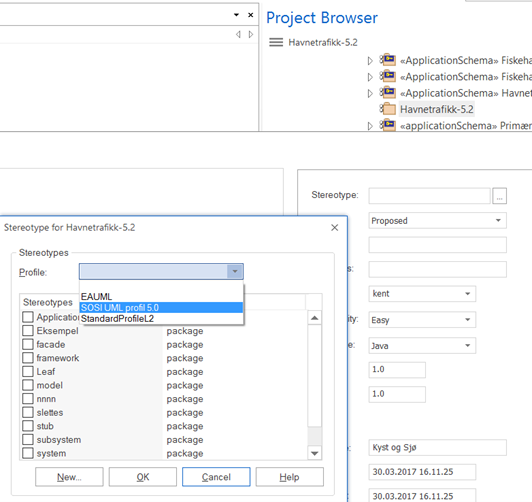 Project Browser
Havnetrafikk-5.2
«ApplicationSchema» Fiskeha
«ApplicationSchema» Fiskeha
«ApplicationSchema» Havnet
Havnetrafikk-5.2
«applicationSchema» Primær
Stereotype:
...
Proposed
s:
kent
ity:
Easy
ge:
Java
1.0
1.0
e:
Kyst og Sjø
30.03.2017 16.11.25
30.03.2017 16.11.25
Stereotype for Havnetrafikk-5.2
Stereotypes
Profile:
EAUML
SOSI UML profil 5.0
StandardProfileL2
Stereotypes
Application
Eksempel package
facade package
framework package
Leaf package
model package
nnnn package
slettes package
stub package
subsystem package
system package
New...
OK
Cancel
Help